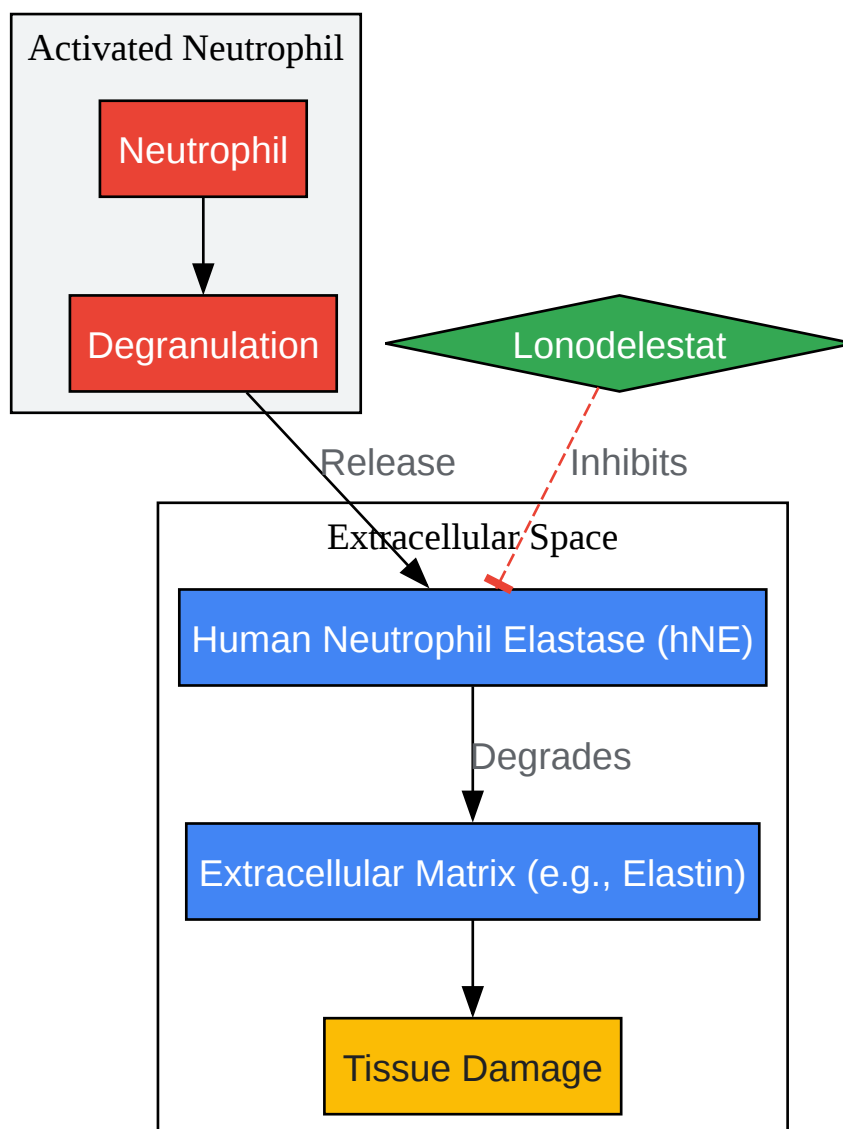 Activated Neutrophil
Neutrophil
Degranulation
Lonodelestat
Release
Inhibits
Extracellular Space
Human Neutrophil Elastase (hNE)
Degrades
Extracellular Matrix (e.g., Elastin)
Tissue Damage